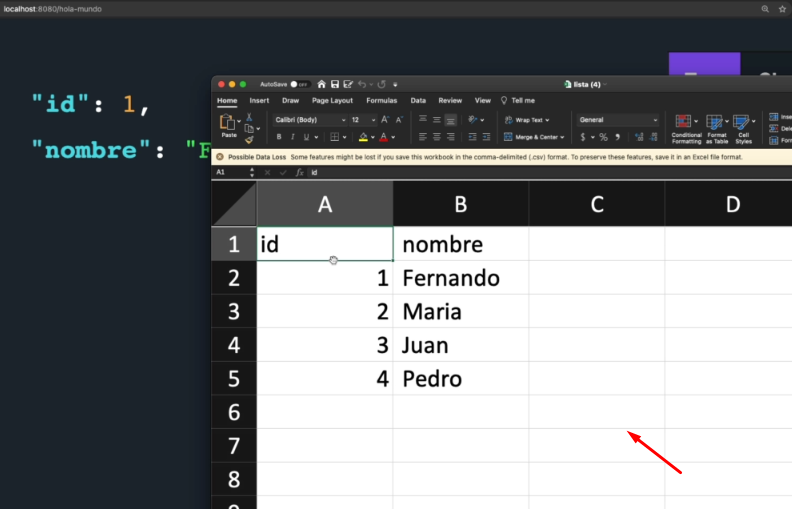 localhost:8080/hola-mundo
"id": 1,
"nombre": "F
AutoSave OFF
lista (4)
Home Insert Draw Page Layout Formulas Data Review View Tell me
Paste
Calibri (Body) 12
Wrap Text
Merge & Center
General
Conditional Formatting
Format as Table
Cell Styles
Possible Data Loss Some features might be lost if you save this workbook in the comma-delimited (.csv) format. To preserve these features, save it in an Excel file format.
A1 fx id
A B C D
1 id nombre
2 1 Fernando
3 2 Maria
4 3 Juan
5 4 Pedro
6
7
8